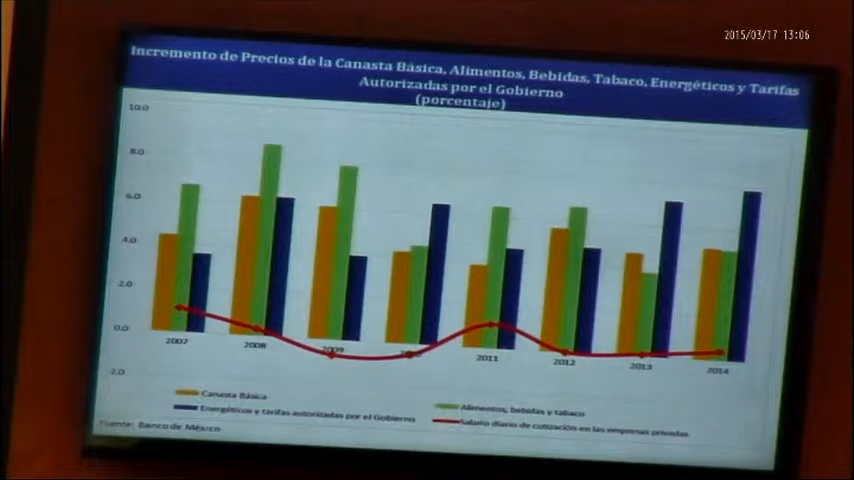 2015/03/17 13:06
Incremento de Precios de la Canasta Básica, Alimentos, Bebidas, Tabaco, Energéticos y Tarifas
Autorizadas por el Gobierno
(porcentaje)
10.0
8.0
6.0
4.0
2.0
0.0
2.0
2007
2008
2009
2011
2012
2013
2014
Canasta Básica
Alimentos, bebidas y tabaco
Energéticos y tarifas autorizadas por el Gobierno
Salario diario de cotización en las empresas privadas
Fuente: Banco de México